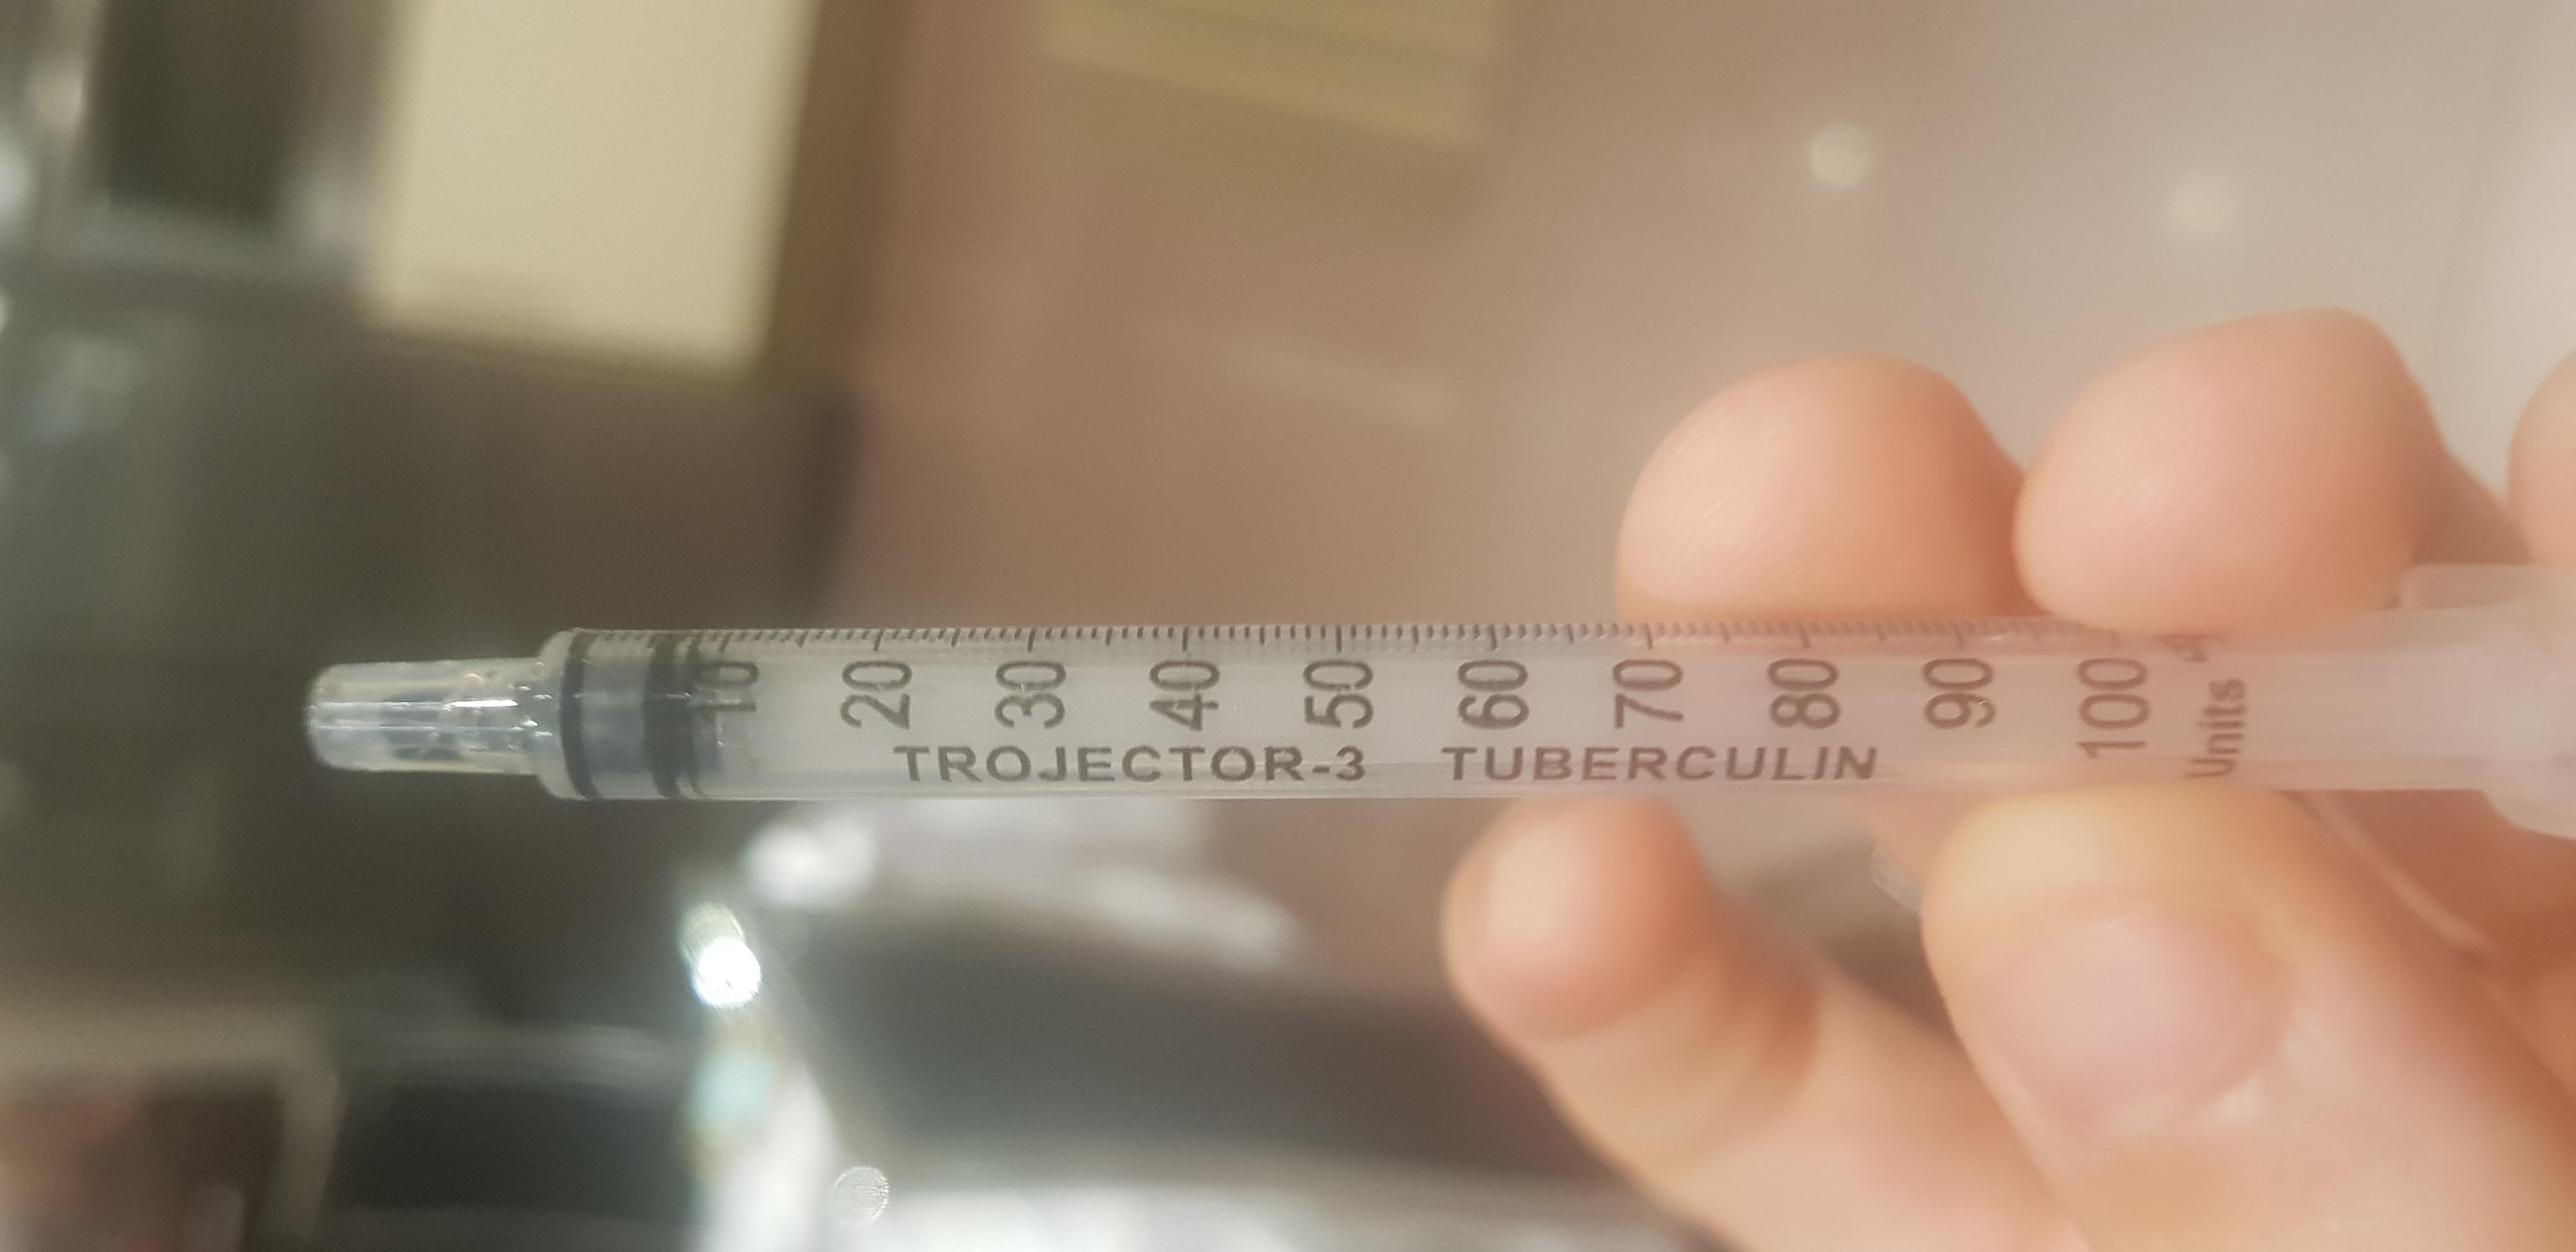 10 20 30 40 50 60 70 80 90 100
Units
TROJECTOR-3 TUBERCULIN